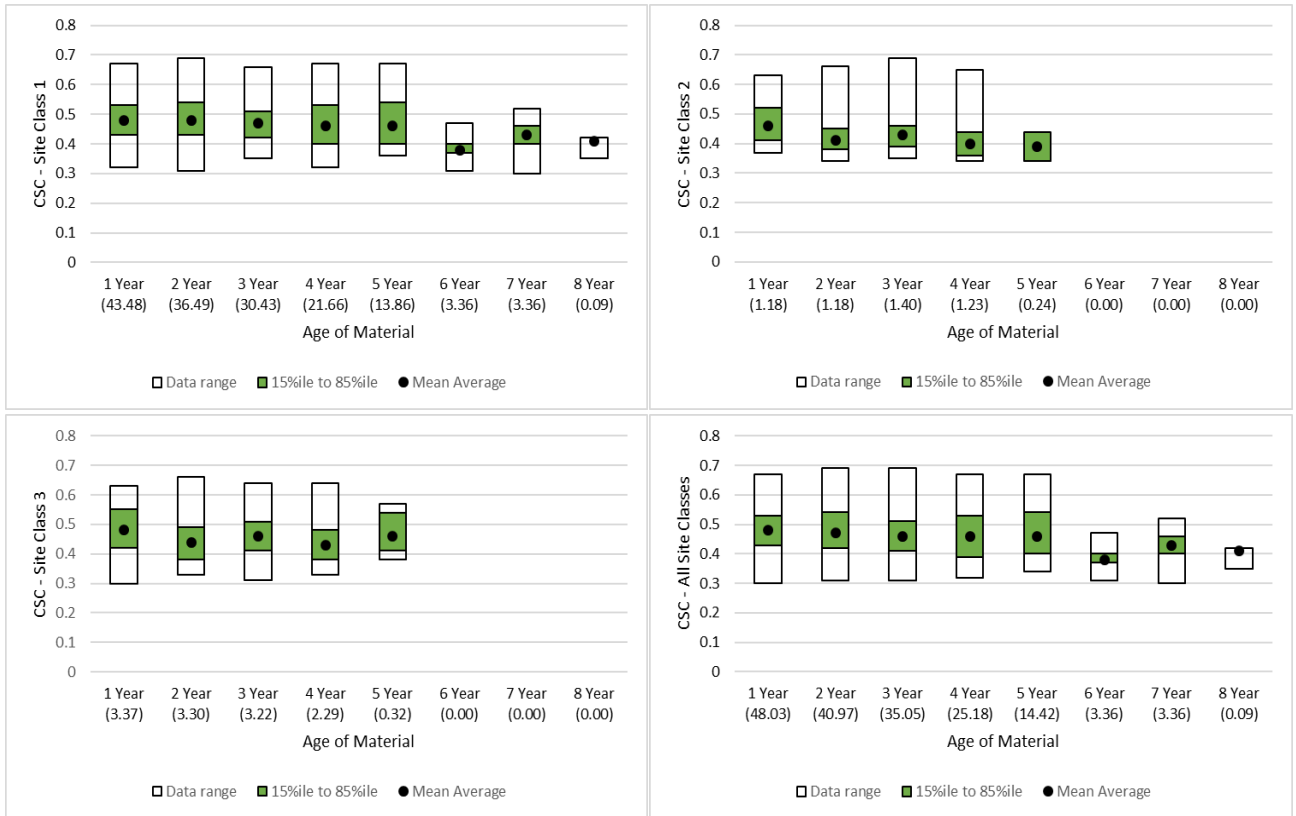 CSC - Site Class 1
0.8
0.7
0.6
0.5
0.4
0.3
0.2
0.1
0
1 Year 2 Year 3 Year 4 Year 5 Year 6 Year 7 Year 8 Year
(43.48) (36.49) (30.43) (21.66) (13.86) (3.36) (3.36) (0.09)
Age of Material
Data range 15%ile to 85%ile Mean Average
CSC - Site Class 2
0.8
0.7
0.6
0.5
0.4
0.3
0.2
0.1
0
1 Year 2 Year 3 Year 4 Year 5 Year 6 Year 7 Year 8 Year
(1.18) (1.18) (1.40) (1.23) (0.24) (0.00) (0.00) (0.00)
Age of Material
Data range 15%ile to 85%ile Mean Average
CSC - Site Class 3
0.8
0.7
0.6
0.5
0.4
0.3
0.2
0.1
0
1 Year 2 Year 3 Year 4 Year 5 Year 6 Year 7 Year 8 Year
(3.37) (3.30) (3.22) (2.29) (0.32) (0.00) (0.00) (0.00)
Age of Material
Data range 15%ile to 85%ile Mean Average
CSC - All Site Classes
0.8
0.7
0.6
0.5
0.4
0.3
0.2
0.1
0
1 Year 2 Year 3 Year 4 Year 5 Year 6 Year 7 Year 8 Year
(48.03) (40.97) (35.05) (25.18) (14.42) (3.36) (3.36) (0.09)
Age of Material
Data range 15%ile to 85%ile Mean Average